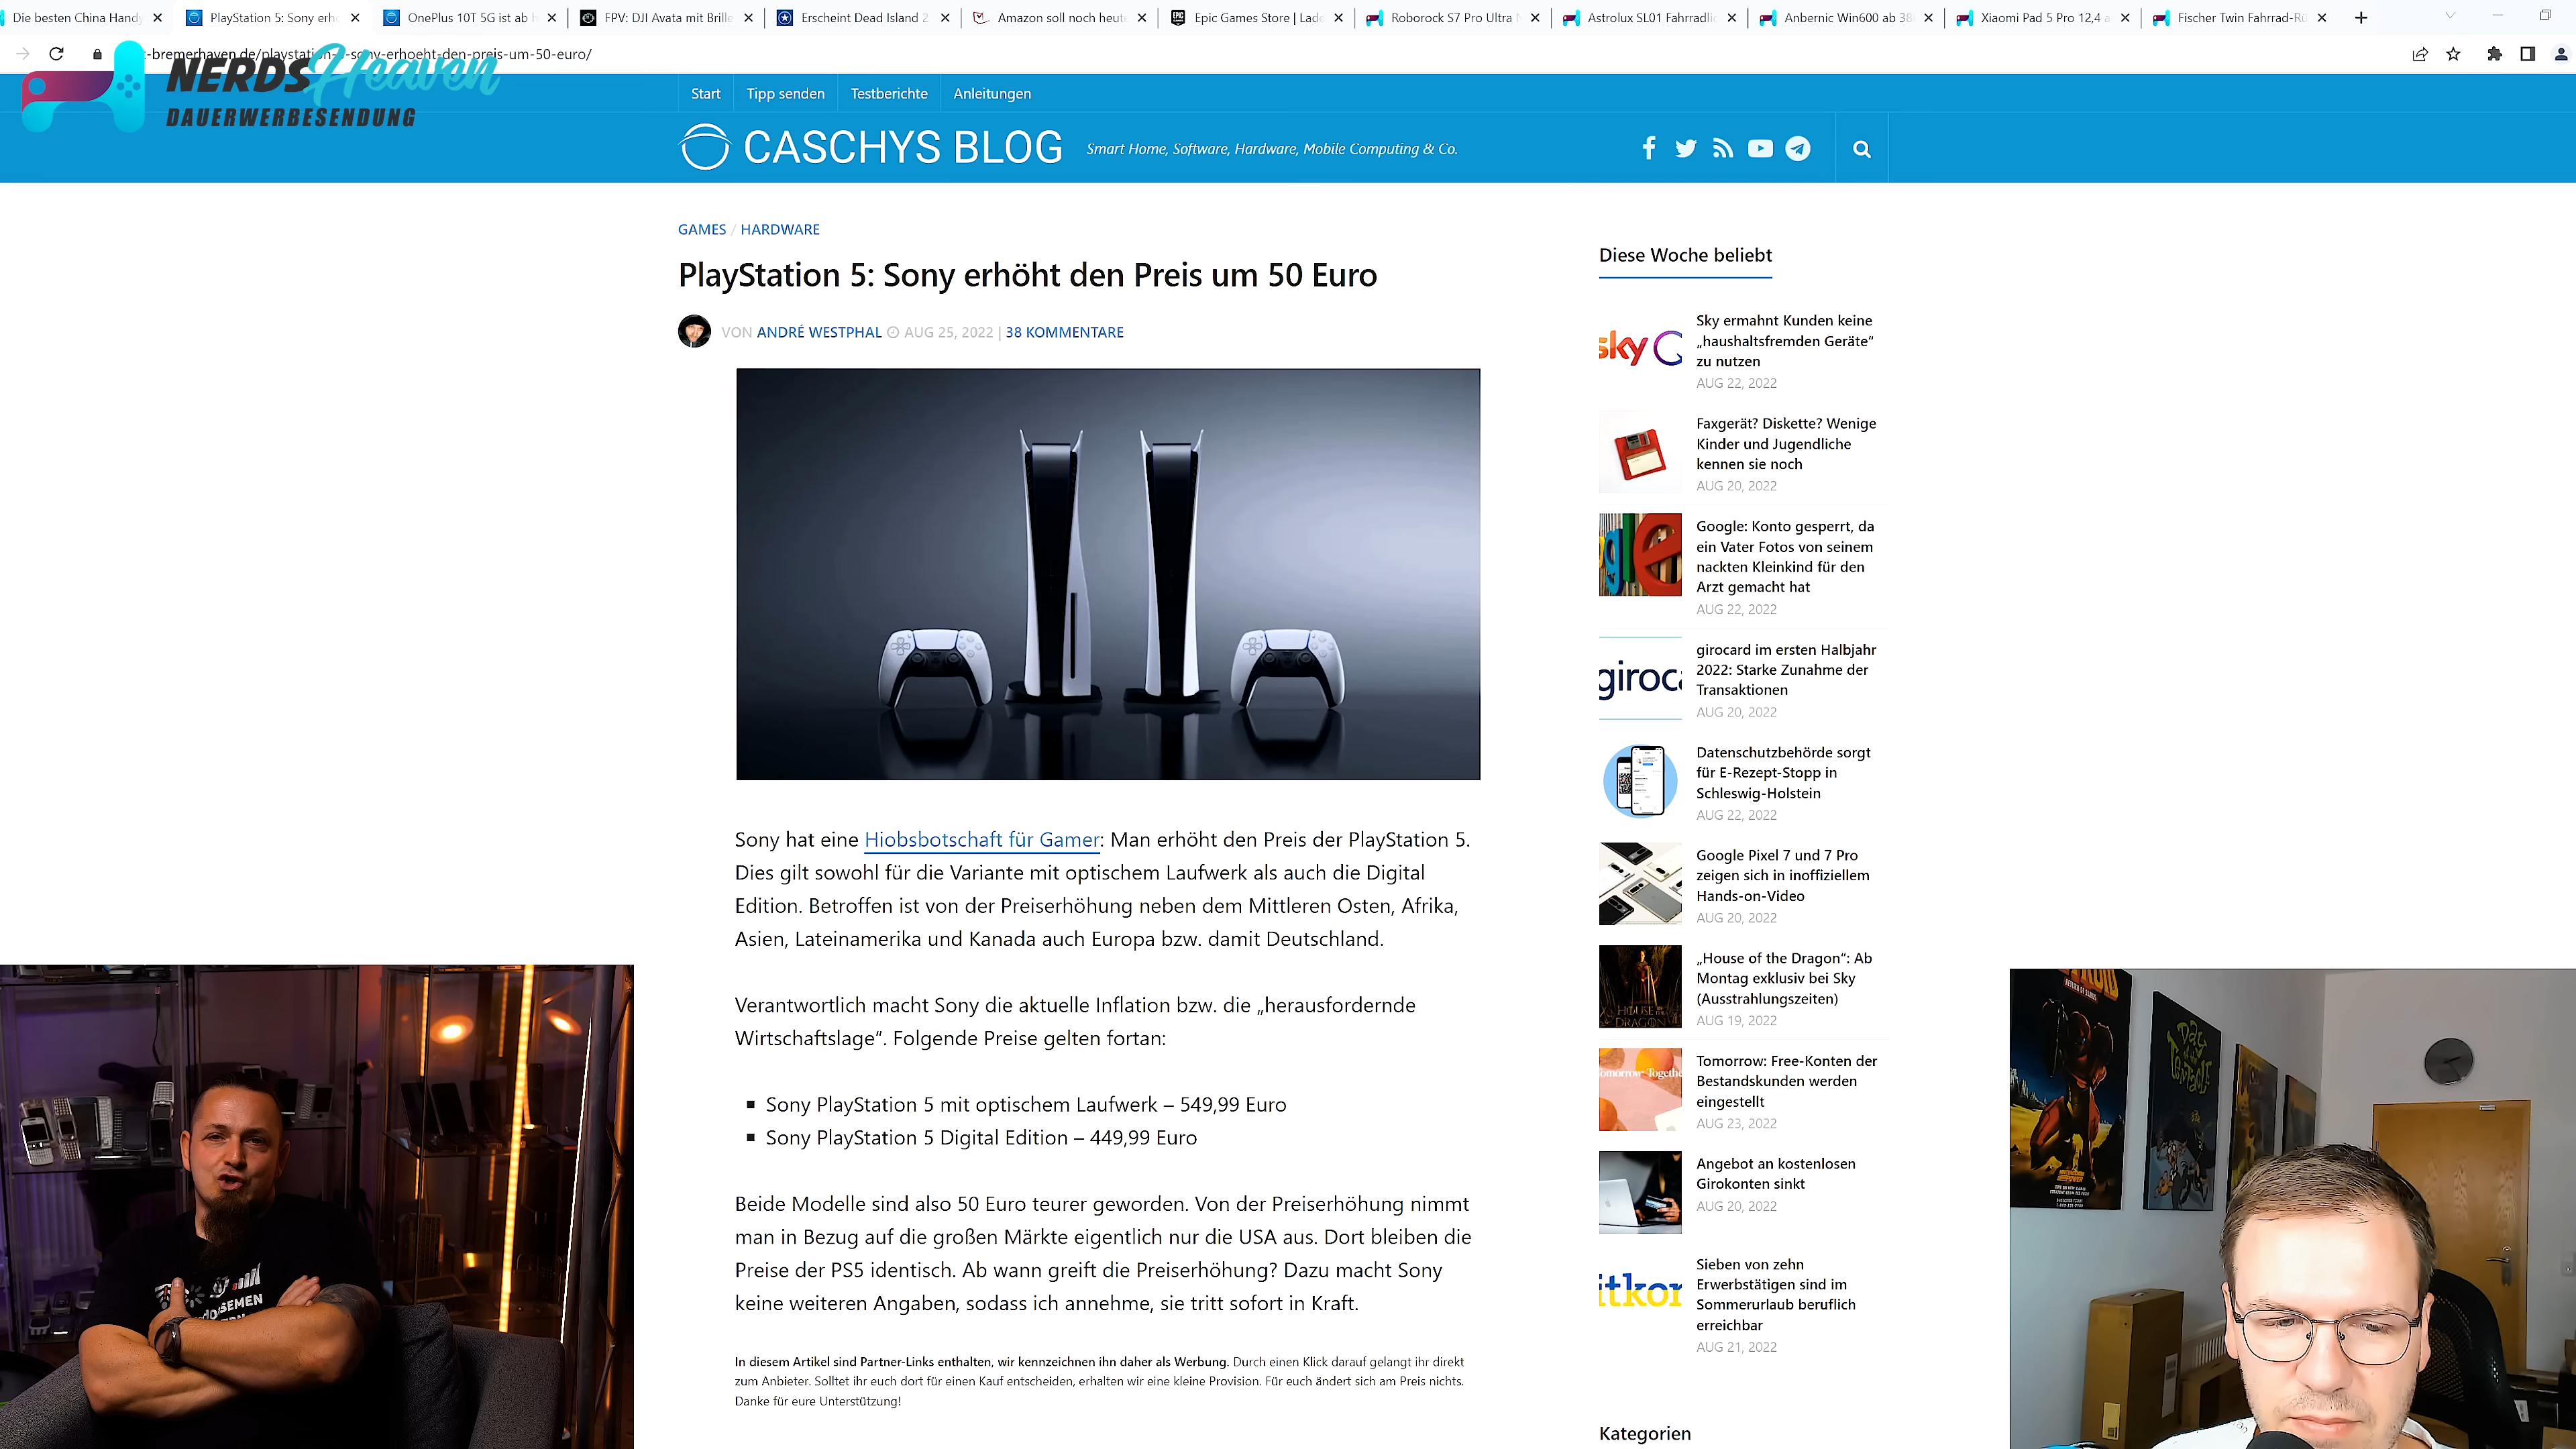 Die besten China Handy
PlayStation 5: Sony erhö
OnePlus 10T 5G ist ab h
FPV: DJI Avata mit Brille
Erscheint Dead Island 2
Amazon soll noch heute
Epic Games Store | Lade
EPIC
Roborock S7 Pro Ultra
Astrolux SL01 Fahrradlic
Anbernic Win600 ab 38
Xiaomi Pad 5 Pro 12,4 a
Fischer Twin Fahrrad-Rü
-bremerhaven.de/playstation-5-sony-erhoeht-den-preis-um-50-euro/
NERDS Heaven
DAUERWERBESENDUNG
Start
Tipp senden
Testberichte
Anleitungen
CASCHYS BLOG
Smart Home, Software, Hardware, Mobile Computing & Co.
GAMES / HARDWARE
PlayStation 5: Sony erhöht den Preis um 50 Euro
VON ANDRÉ WESTPHAL AUG 25, 2022 | 38 KOMMENTARE
Sony hat eine Hiobsbotschaft für Gamer: Man erhöht den Preis der PlayStation 5.
Dies gilt sowohl für die Variante mit optischem Laufwerk als auch die Digital
Edition. Betroffen ist von der Preiserhöhung neben dem Mittleren Osten, Afrika,
Asien, Lateinamerika und Kanada auch Europa bzw. damit Deutschland.
Verantwortlich macht Sony die aktuelle Inflation bzw. die „herausfordernde
Wirtschaftslage“. Folgende Preise gelten fortan:
▪ Sony PlayStation 5 mit optischem Laufwerk – 549,99 Euro
▪ Sony PlayStation 5 Digital Edition – 449,99 Euro
Beide Modelle sind also 50 Euro teurer geworden. Von der Preiserhöhung nimmt
man in Bezug auf die großen Märkte eigentlich nur die USA aus. Dort bleiben die
Preise der PS5 identisch. Ab wann greift die Preiserhöhung? Dazu macht Sony
keine weiteren Angaben, sodass ich annehme, sie tritt sofort in Kraft.
In diesem Artikel sind Partner-Links enthalten, wir kennzeichnen ihn daher als Werbung. Durch einen Klick darauf gelangt ihr direkt
zum Anbieter. Solltet ihr euch dort für einen Kauf entscheiden, erhalten wir eine kleine Provision. Für euch ändert sich am Preis nichts.
Danke für eure Unterstützung!
Diese Woche beliebt
sky
Sky ermahnt Kunden keine
„haushaltsfremden Geräte“
zu nutzen
AUG 22, 2022
Faxgerät? Diskette? Wenige
Kinder und Jugendliche
kennen sie noch
AUG 20, 2022
Google: Konto gesperrt, da
ein Vater Fotos von seinem
nackten Kleinkind für den
Arzt gemacht hat
AUG 22, 2022
giroca
girocard im ersten Halbjahr
2022: Starke Zunahme der
Transaktionen
AUG 20, 2022
Datenschutzbehörde sorgt
für E-Rezept-Stopp in
Schleswig-Holstein
AUG 22, 2022
Google Pixel 7 und 7 Pro
zeigen sich in inoffiziellem
Hands-on-Video
AUG 20, 2022
HOUSE
DRAGON
„House of the Dragon“: Ab
Montag exklusiv bei Sky
(Ausstrahlungszeiten)
AUG 19, 2022
Tomorrow: Free-Konten der
Bestandskunden werden
eingestellt
AUG 23, 2022
Angebot an kostenlosen
Girokonten sinkt
AUG 20, 2022
itkor
Sieben von zehn
Erwerbstätigen sind im
Sommerurlaub beruflich
erreichbar
AUG 21, 2022
Kategorien